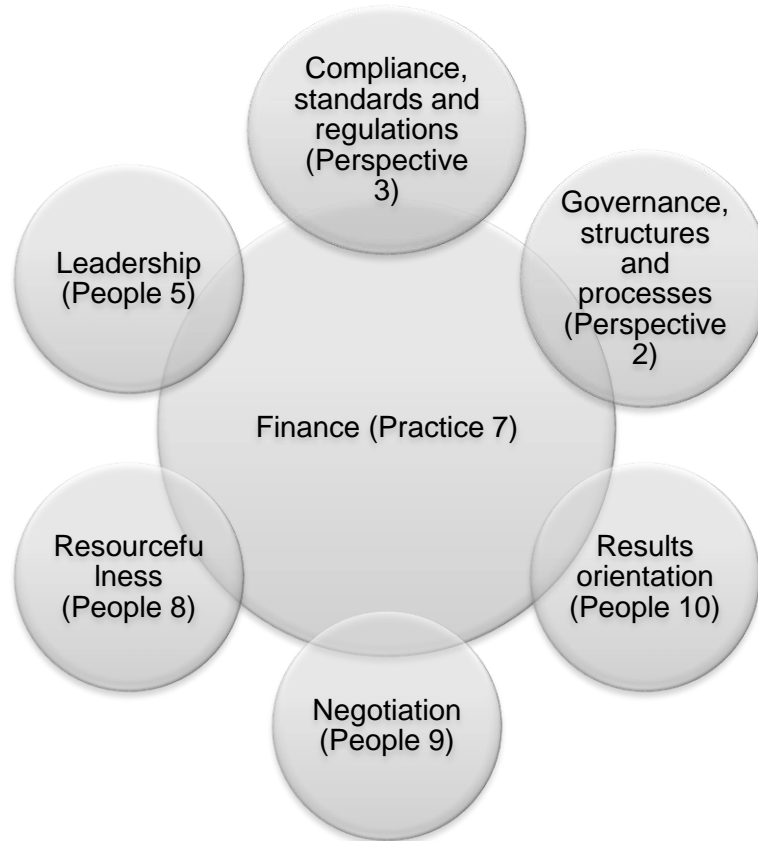 Compliance,
standards and
regulations
(Perspective
3)
Governance,
structures
and
processes
(Perspective
2)
Leadership
(People 5)
Finance (Practice 7)
Resourcefu
lness
(People 8)
Results
orientation
(People 10)
Negotiation
(People 9)